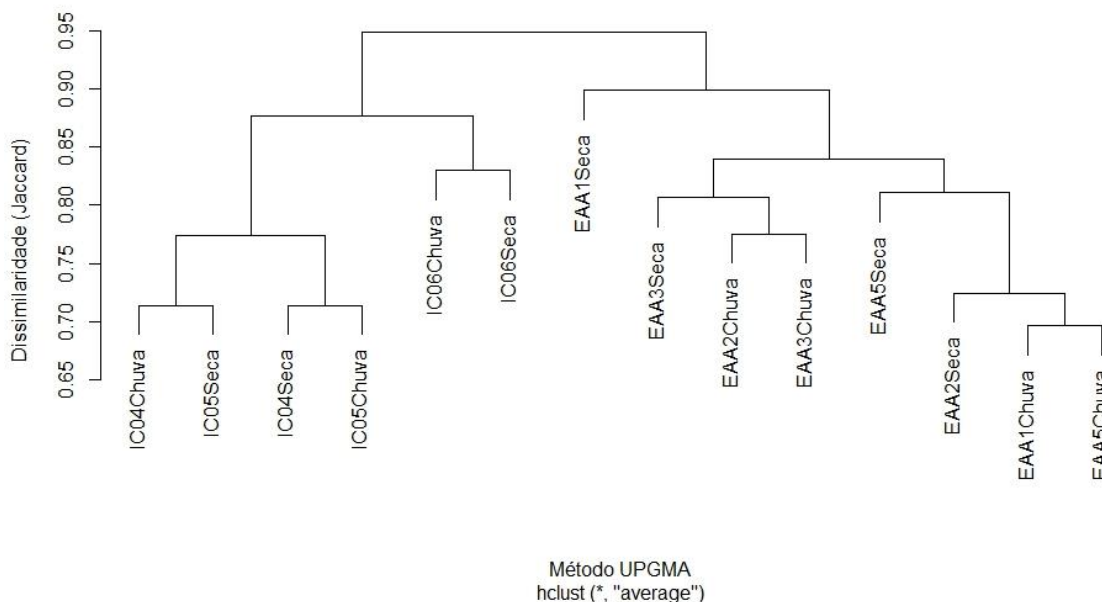 0.95
0.90
0.85
0.80
0.75
0.70
0.65
Dissimilaridade (Jaccard)
IC04Chuva
IC05Seca
IC04Seca
IC05Chuva
IC06Chuva
IC06Seca
EAA1Seca
EAA3Seca
EAA2Chuva
EAA3Chuva
EAA5Seca
EAA2Seca
EAA1Chuva
EAA5Chuva
Método UPGMA
hclust (*, "average")